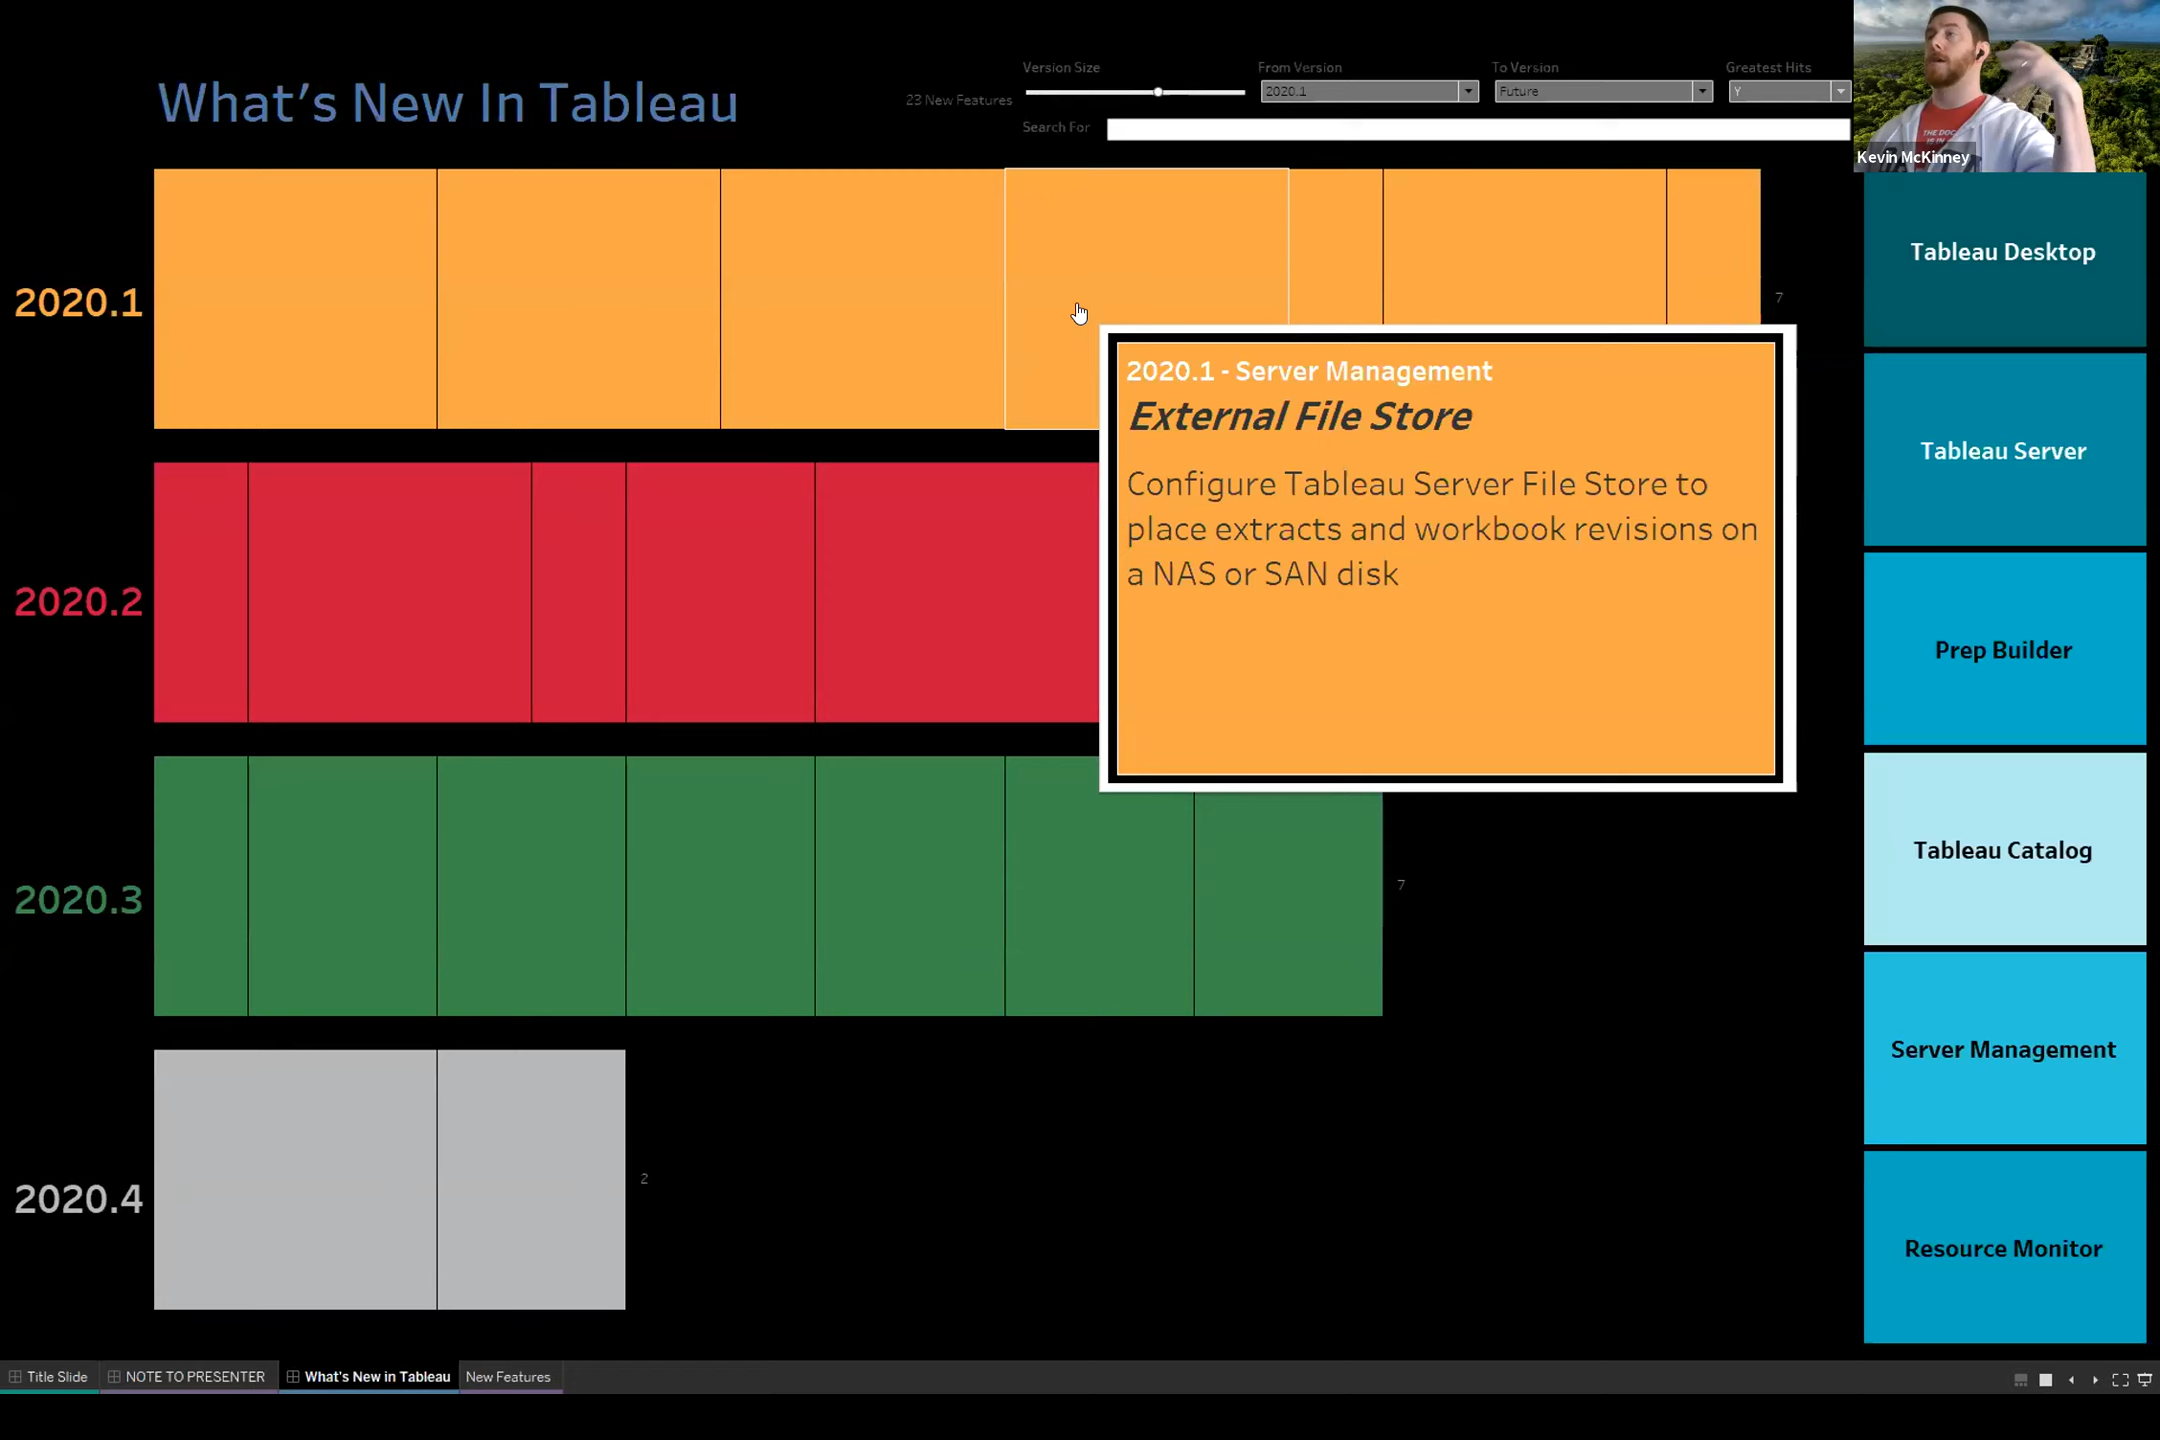 What's New In Tableau
23 New Features
Version Size
From Version
To Version
Greatest Hits
2020.1
Future
Y
Search For
THE DOC
IS IN
Kevin McKinney
2020.1
7
2020.1 - Server Management
External File Store
Configure Tableau Server File Store to
place extracts and workbook revisions on
a NAS or SAN disk
2020.2
2020.3
7
2020.4
2
Tableau Desktop
Tableau Server
Prep Builder
Tableau Catalog
Server Management
Resource Monitor
Title Slide
NOTE TO PRESENTER
What's New in Tableau
New Features